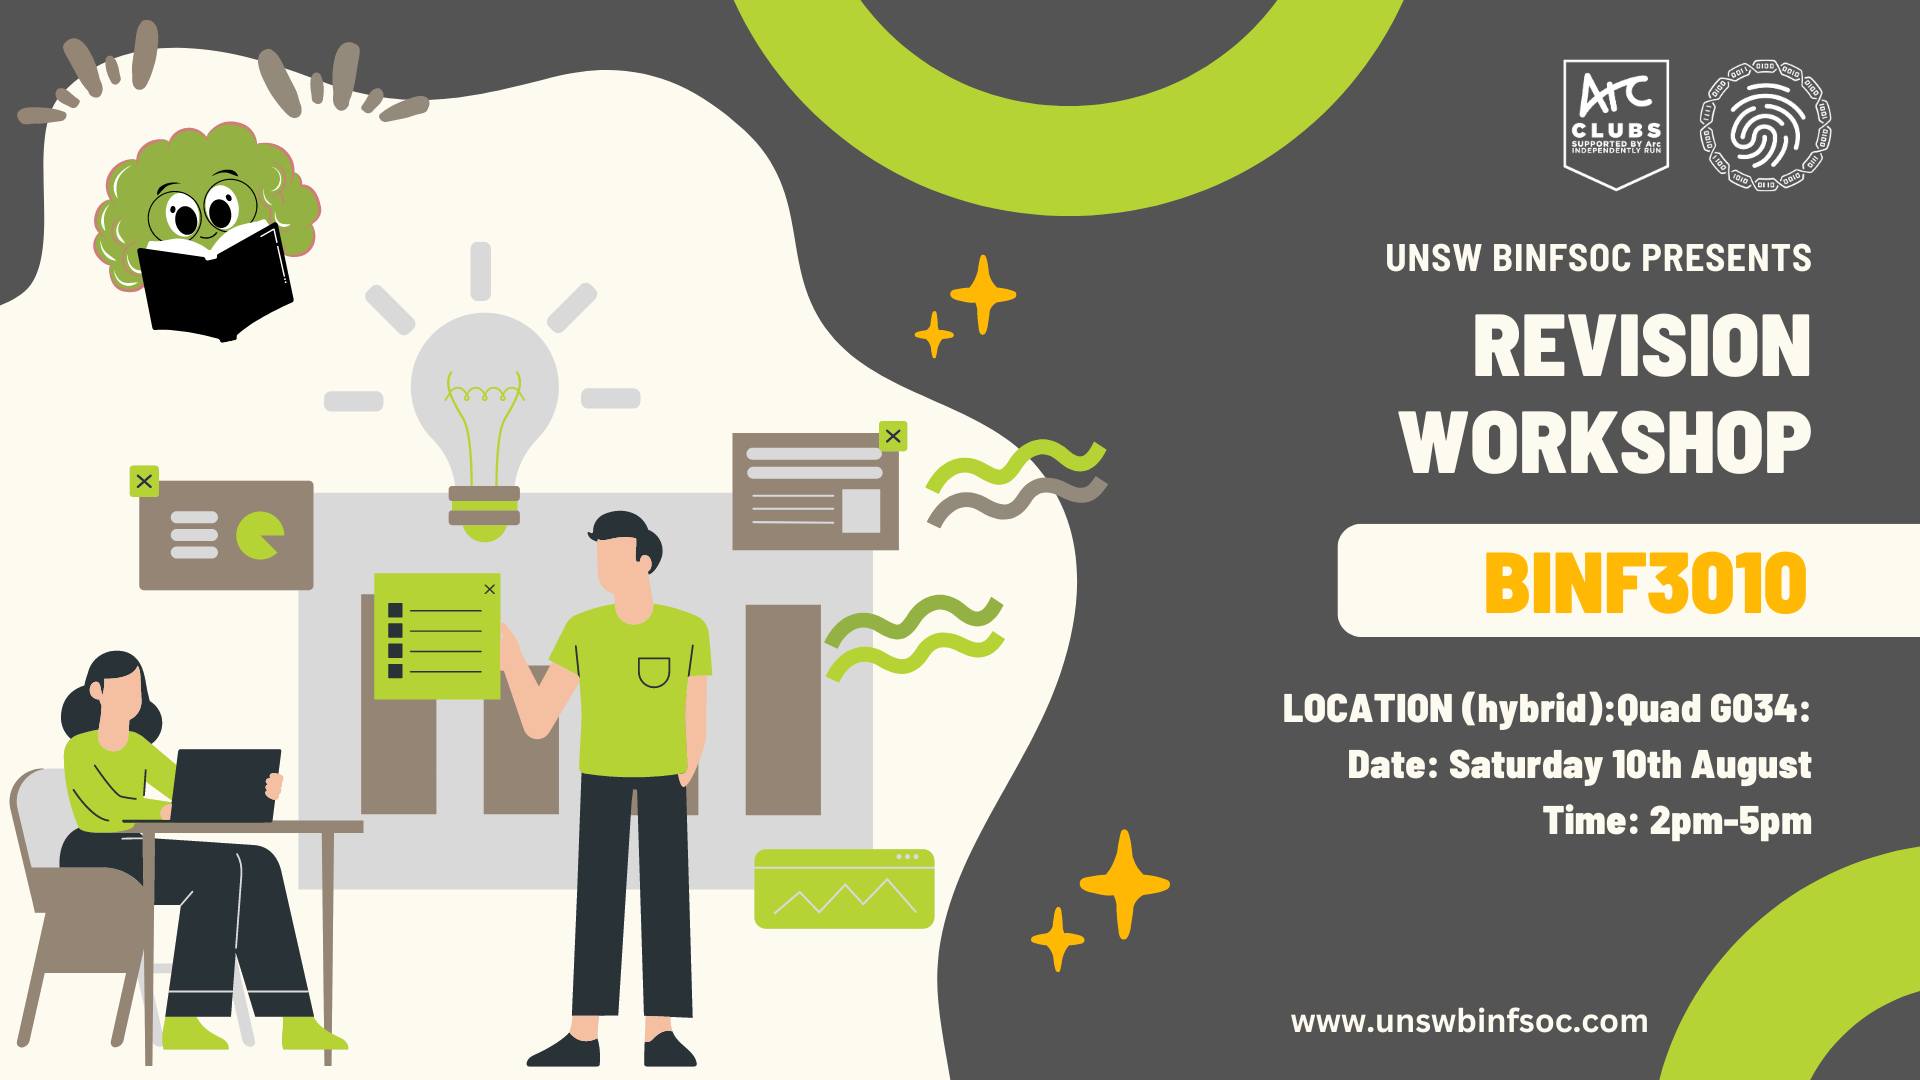 Arc
CLUBS
SUPPORTED BY Arc
INDEPENDENTLY RUN
UNSW BINFSOC PRESENTS
REVISION
WORKSHOP
BINF3010
LOCATION (hybrid):Quad G034:
Date: Saturday 10th August
Time: 2pm-5pm
www.unswbinfsoc.com